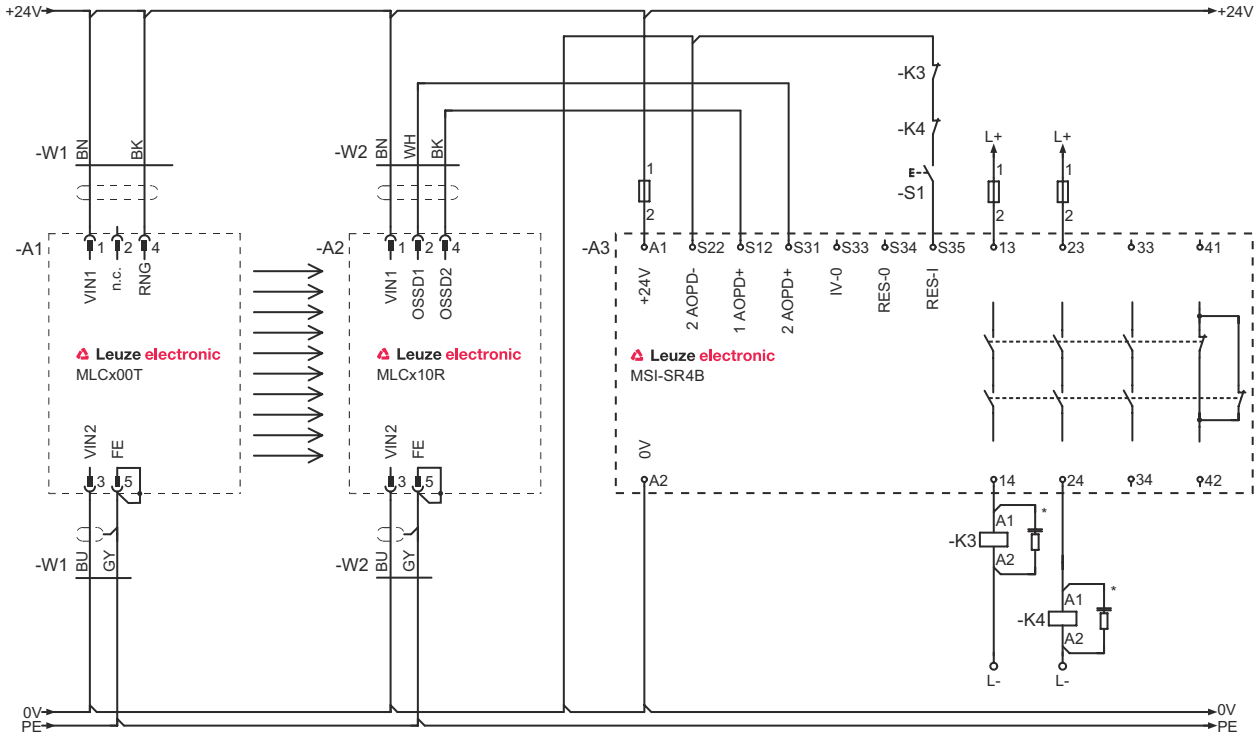 +24V +24V
-K3
-K4
-W1 BN BK
-W2 BN WH BK
L+ L+
1 1 1
E
-S1
2 2 2
-A1 1 2 4
-A2 1 2 4
-A3 A1 S22 S12 S31 S33 S34 S35 13 23 33 41
VIN1 n.c. RNG
VIN1 OSSD1 OSSD2
+24V 2 AOPD- 1 AOPD+ 2 AOPD+ IV-0 RES-0 RES-I
Leuze electronic
MLCx00T
Leuze electronic
MLCx10R
Leuze electronic
MSI-SR4B
VIN2 FE
VIN2 FE
0V
3 5
3 5
A2 14 24 34 42
-W1 BU GY
-W2 BU GY
-K3 A1 A2 *
-K4 A1 A2 *
L- L-
0V 0V
PE PE